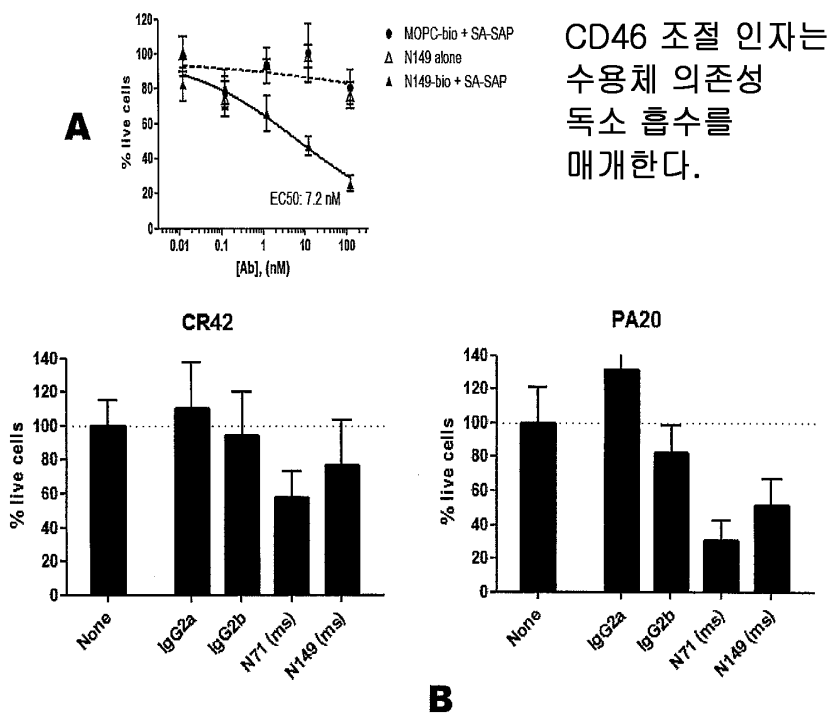 A
120
100
80
60
40
20
0
% live cells
0.01 0.1 1 10 100
[Ab], (nM)
EC50: 7.2 nM
MOPC-bio + SA-SAP
N149 alone
N149-bio + SA-SAP
CD46 조절 인자는
수용체 의존성
독소 흡수를
매개한다.
CR42
140
120
100
80
60
40
20
0
% live cells
None
IgG2a
IgG2b
N71 (ms)
N149 (ms)
PA20
140
120
100
80
60
40
20
0
% live cells
None
IgG2a
IgG2b
N71 (ms)
N149 (ms)
B